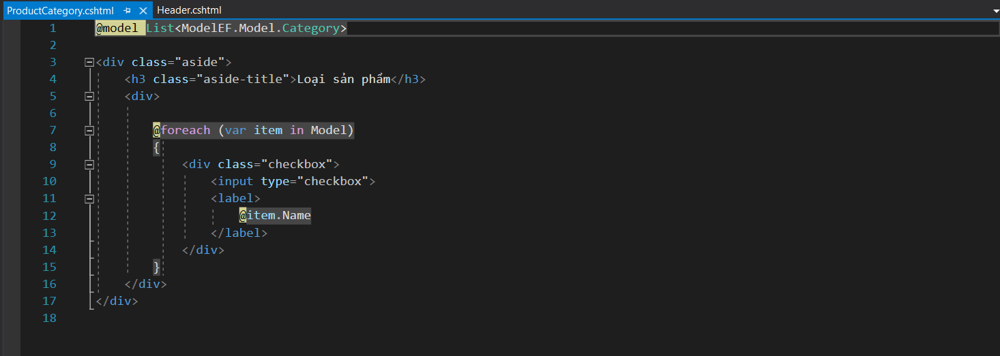 ProductCategory.cshtml Header.cshtml
1 @model List<ModelEF.Model.Category>
2
3 <div class="aside">
4 <h3 class="aside-title">Loại sản phẩm</h3>
5 <div>
6
7 @foreach (var item in Model)
8 {
9 <div class="checkbox">
10 <input type="checkbox">
11 <label>
12 @item.Name
13 </label>
14 </div>
15 }
16 </div>
17 </div>
18